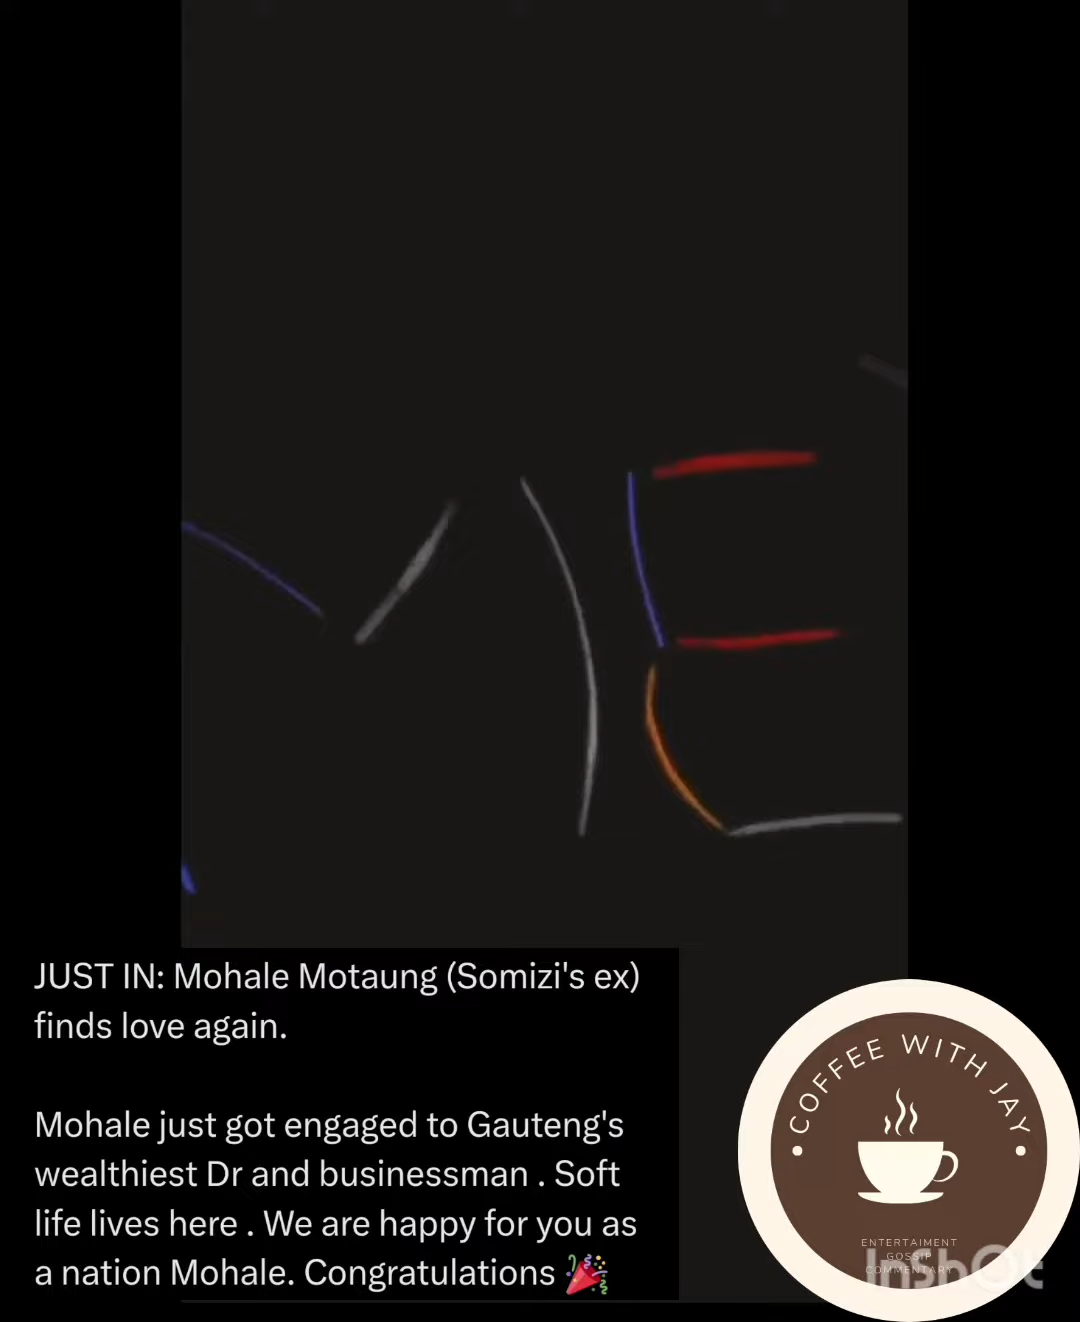 ME
JUST IN: Mohale Motaung (Somizi's ex)
finds love again.
Mohale just got engaged to Gauteng's
wealthiest Dr and businessman . Soft
life lives here . We are happy for you as
a nation Mohale. Congratulations 🎉
COFFEE WITH JAY
ENTERTAIMENT
GOSSIP
COMMENTARY
InShOt